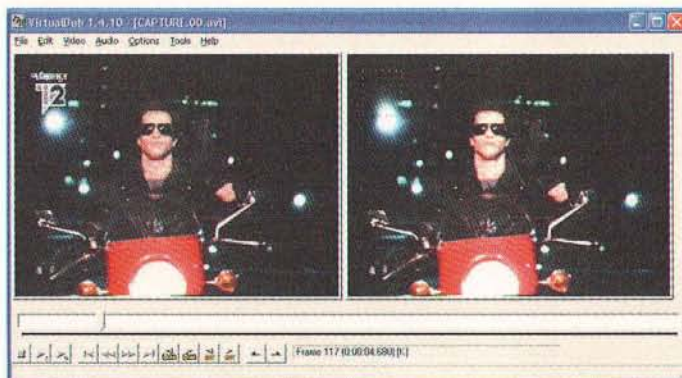 VirtualDub 1.4.10 - [CAPTURE.00.avi]
File Edit Video Audio Options Tools Help
12
Frame 117 (0:00:04.680) [K]